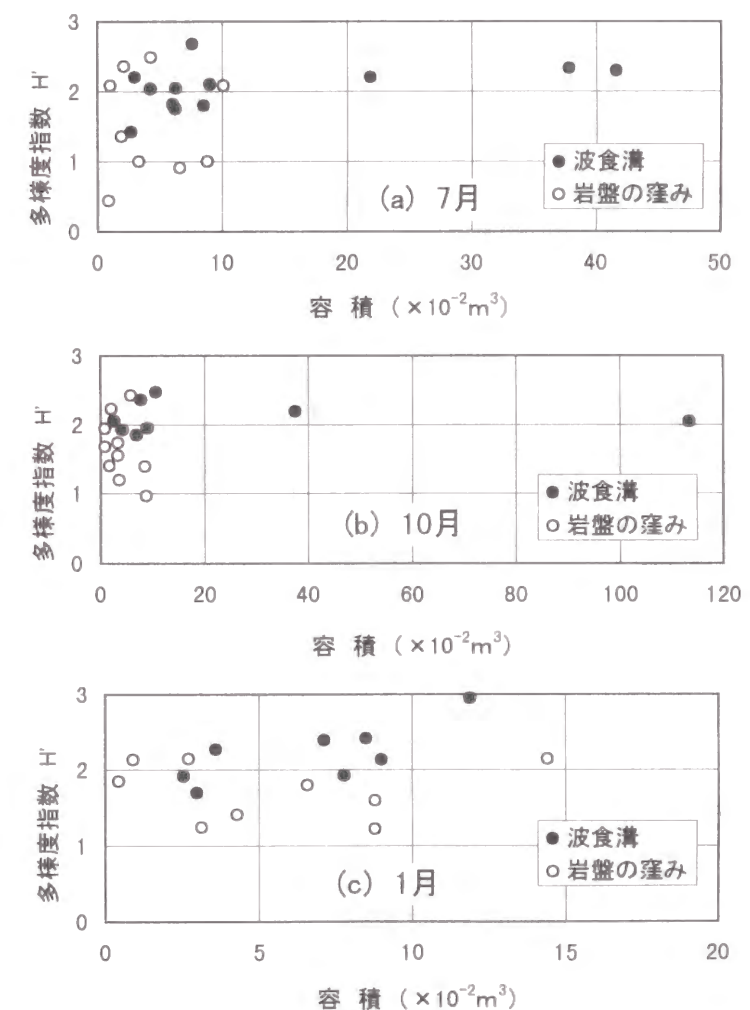 3
2
1
0
多様度指数 H'
● 波食溝
○ 岩盤の窪み
(a) 7月
0 10 20 30 40 50
容 積 (×10⁻²m³)
3
2
1
0
多様度指数 H'
● 波食溝
○ 岩盤の窪み
(b) 10月
0 20 40 60 80 100 120
容 積 (×10⁻²m³)
3
2
1
0
多様度指数 H'
● 波食溝
○ 岩盤の窪み
(c) 1月
0 5 10 15 20
容 積 (×10⁻²m³)